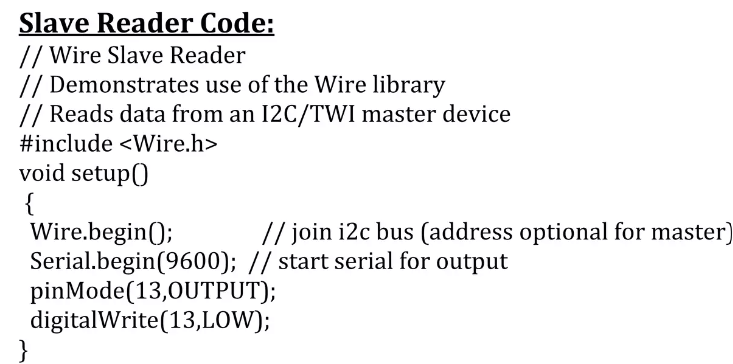 Slave Reader Code:
// Wire Slave Reader
// Demonstrates use of the Wire library
// Reads data from an I2C/TWI master device
#include <Wire.h>
void setup()
{
Wire.begin(); // join i2c bus (address optional for master)
Serial.begin(9600); // start serial for output
pinMode(13,OUTPUT);
digitalWrite(13,LOW);
}